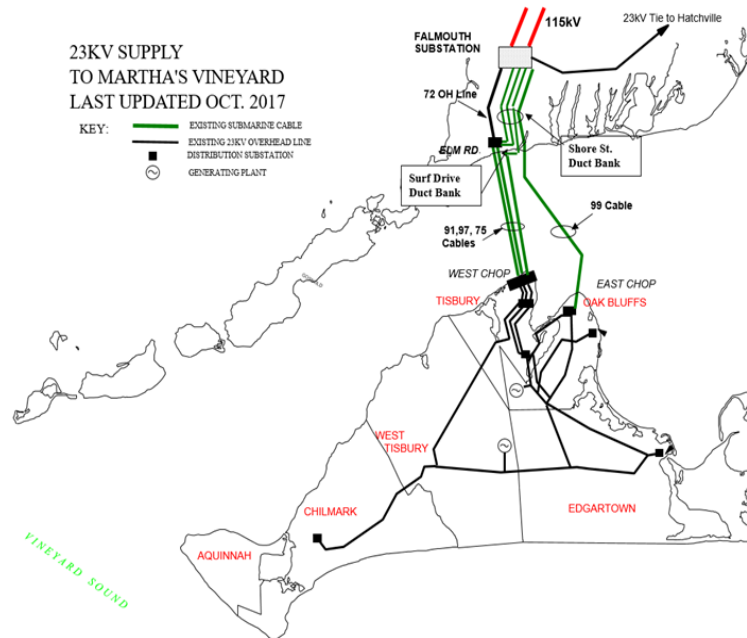 23KV SUPPLY
TO MARTHA'S VINEYARD
LAST UPDATED OCT. 2017
KEY:
EXISTING SUBMARINE CABLE
EXISTING 23KV OVERHEAD LINE
DISTRIBUTION SUBSTATION
GENERATING PLANT
115kV
23kV Tie to Hatchville
FALMOUTH
SUBSTATION
72 OH Line
ELM RD.
Shore St.
Duct Bank
Surf Drive
Duct Bank
99 Cable
91,97, 75
Cables
WEST CHOP
EAST CHOP
TISBURY
OAK BLUFFS
WEST
TISBURY
CHILMARK
EDGARTOWN
AQUINNAH
VINEYARD SOUND